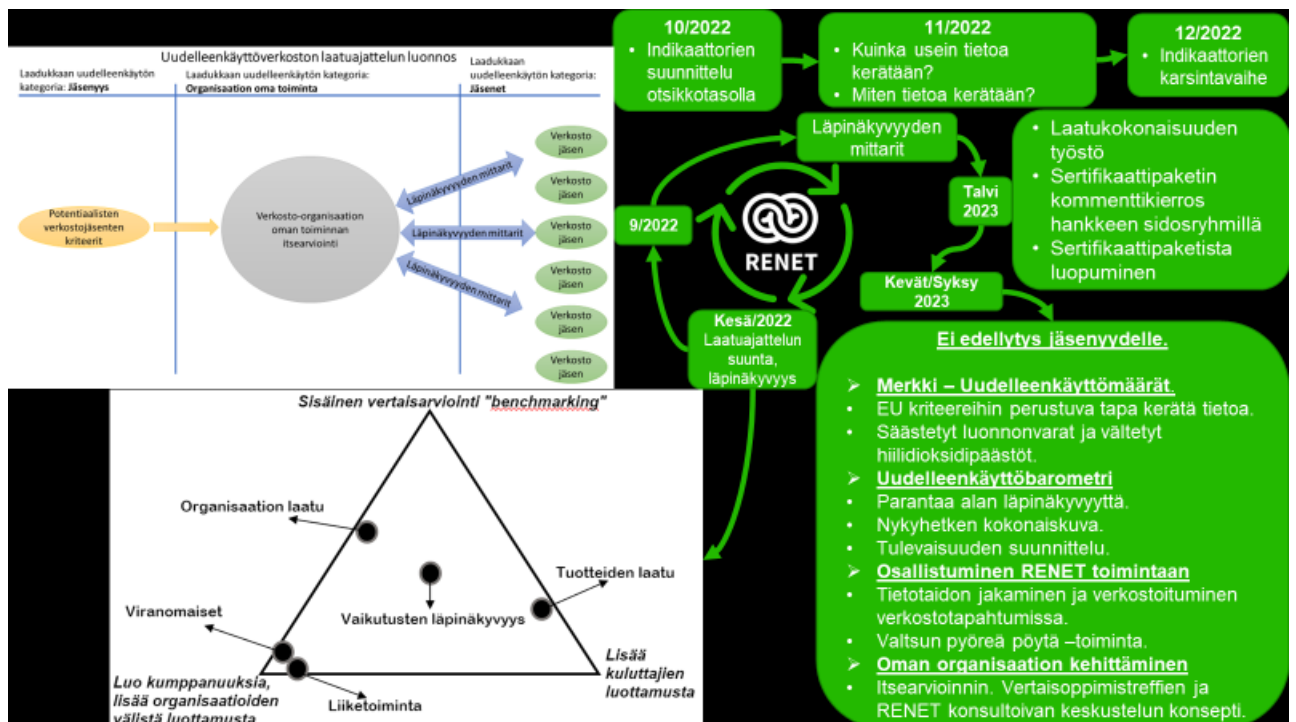 Uudelleenkäyttöverkoston laatuajattelun luonnos
Laadukkaan uudelleenkäytön
kategoria: Jäsenyys
Laadukkaan uudelleenkäytön kategoria:
Organisaation oma toiminta
Laadukkaan
uudelleenkäytön kategoria:
Jäsenet
Potentiaalisten
verkostojäsenten
kriteerit
Verkosto-organisaation
oman toiminnan
itsearviointi
Läpinäkyvyyden mittarit
Läpinäkyvyyden mittarit
Läpinäkyvyyden mittarit
Verkosto
jäsen
Verkosto
jäsen
Verkosto
jäsen
Verkosto
jäsen
Verkosto
jäsen
Verkosto
jäsen
10/2022
• Indikaattorien
suunnittelu
otsikkotasolla
11/2022
• Kuinka usein tietoa
kerätään?
• Miten tietoa kerätään?
12/2022
• Indikaattorien
karsintavaihe
Läpinäkyvyyden
mittarit
9/2022
RENET
Talvi
2023
• Laatukokonaisuuden
työstö
• Sertifikaattipaketin
kommenttikierros
hankkeen sidosryhmillä
• Sertifikaattipaketista
luopuminen
Kevät/Syksy
2023
Kesä/2022
Laatuajattelun
suunta,
läpinäkyvyys
Sisäinen vertaisarviointi "benchmarking"
Organisaation laatu
Tuotteiden laatu
Viranomaiset
Vaikutusten läpinäkyvyys
Luo kumppanuuksia,
lisää organisaatioiden
välistä luottamusta
Liiketoiminta
Lisää
kuluttajien
luottamusta
Ei edellytys jäsenyydelle.
➢ Merkki – Uudelleenkäyttömäärät.
• EU kriteereihin perustuva tapa kerätä tietoa.
• Säästetyt luonnonvarat ja vältetyt
hiilidioksidipäästöt.
➢ Uudelleenkäyttöbarometri
• Parantaa alan läpinäkyvyyttä.
• Nykyhetken kokonaiskuva.
• Tulevaisuuden suunnittelu.
➢ Osallistuminen RENET toimintaan
• Tietotaidon jakaminen ja verkostoituminen
verkostotapahtumissa.
• Valtsun pyöreä pöytä –toiminta.
➢ Oman organisaation kehittäminen
• Itsearvioinnin. Vertaisoppimistreffien ja
RENET konsultoivan keskustelun konsepti.